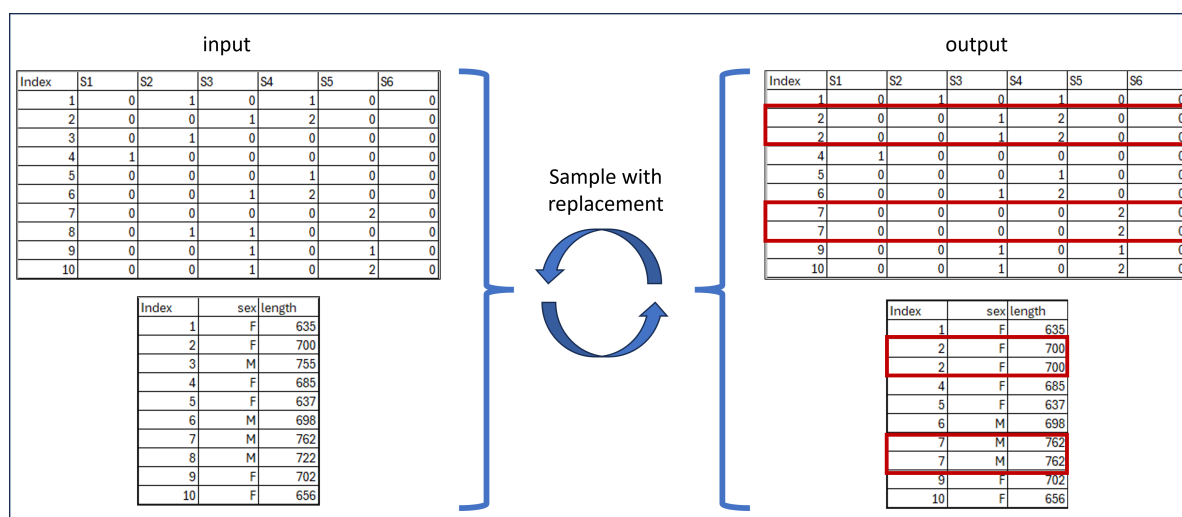 input
Index S1 S2 S3 S4 S5 S6
1 0 1 0 1 0 0
2 0 0 1 2 0 0
3 0 1 0 0 0 0
4 1 0 0 0 0 0
5 0 0 0 1 0 0
6 0 0 1 2 0 0
7 0 0 0 0 2 0
8 0 1 1 0 0 0
9 0 0 1 0 1 0
10 0 0 1 0 2 0
Index sex length
1 F 635
2 F 700
3 M 755
4 F 685
5 F 637
6 M 698
7 M 762
8 M 722
9 F 702
10 F 656
Sample with
replacement
output
Index S1 S2 S3 S4 S5 S6
1 0 1 0 1 0 0
2 0 0 1 2 0 0
2 0 0 1 2 0 0
4 1 0 0 0 0 0
5 0 0 0 1 0 0
6 0 0 1 2 0 0
7 0 0 0 0 2 0
7 0 0 0 0 2 0
9 0 0 1 0 1 0
10 0 0 1 0 2 0
Index sex length
1 F 635
2 F 700
2 F 700
4 F 685
5 F 637
6 M 698
7 M 762
7 M 762
9 F 702
10 F 656